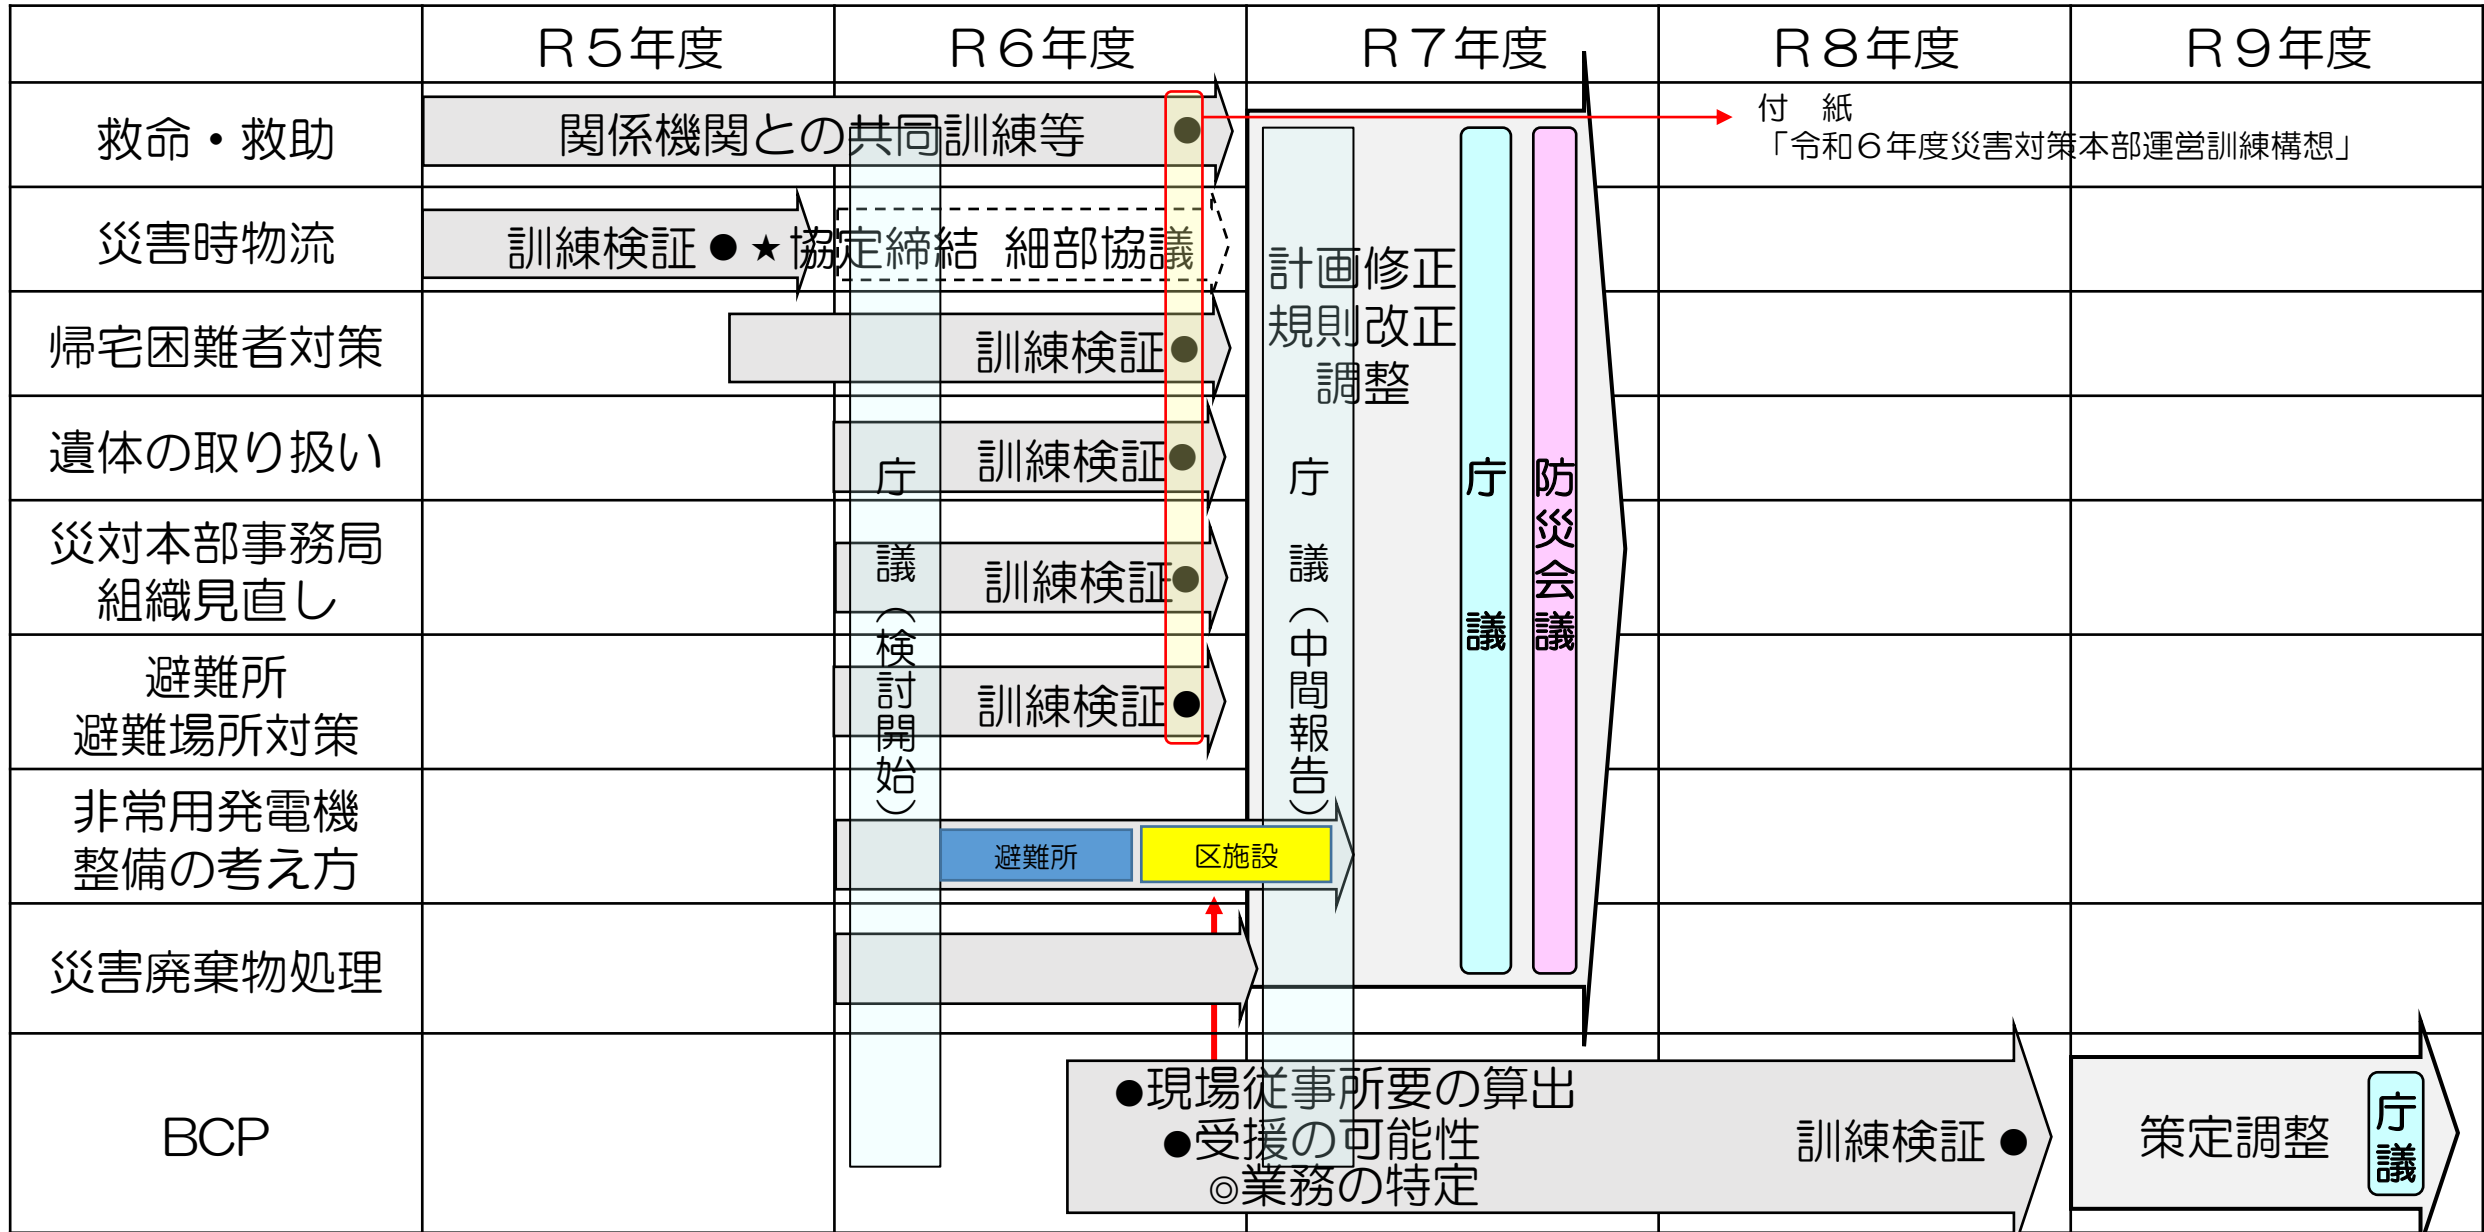 R5年度
R6年度
R7年度
R8年度
R9年度
救命・救助
関係機関との共同訓練等 ●
付　紙
「令和6年度災害対策本部運営訓練構想」
災害時物流
訓練検証 ● ★協定締結 細部協議
計画修正
規則改正
調整
帰宅困難者対策
訓練検証 ●
遺体の取り扱い
訓練検証 ●
災対本部事務局
組織見直し
訓練検証 ●
避難所
避難場所対策
訓練検証 ●
庁議（検討開始）
庁議（中間報告）
庁議
防災会議
非常用発電機
整備の考え方
避難所
区施設
災害廃棄物処理
BCP
●現場従事所要の算出
●受援の可能性
◎業務の特定
訓練検証 ●
策定調整
庁議